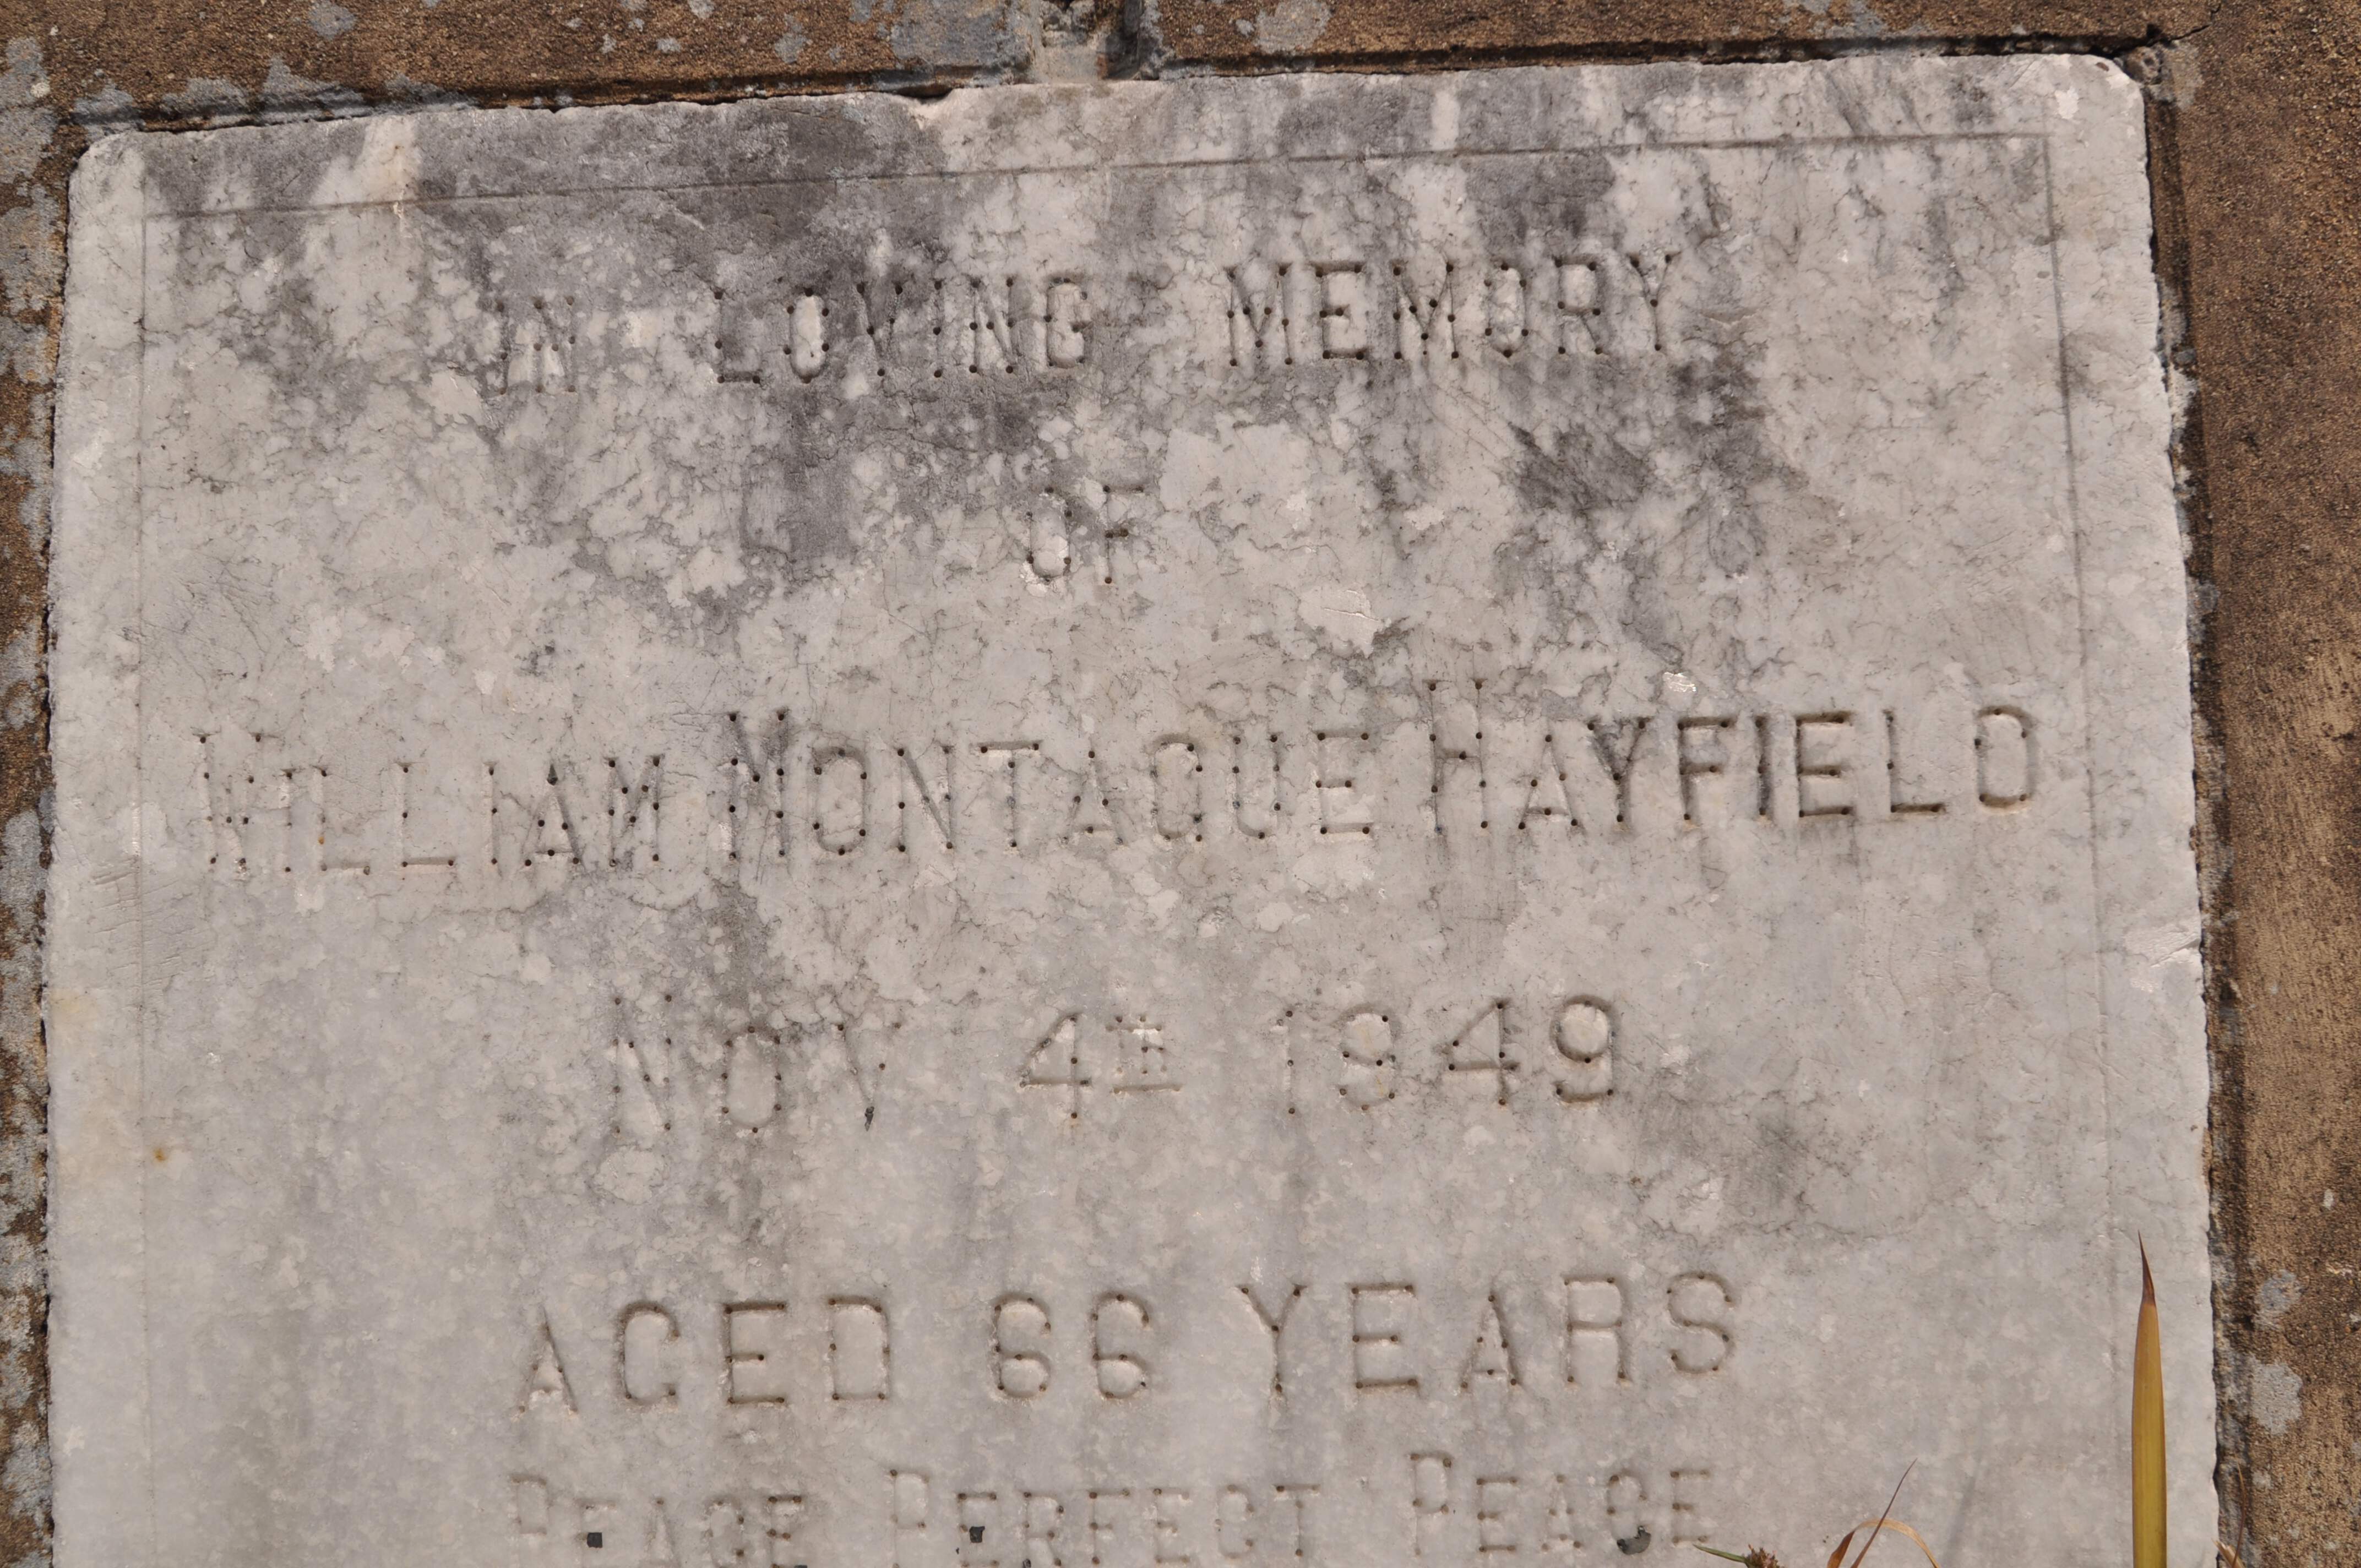 IN LOVING MEMORY
OF
WILLIAM MONTAGUE HAYFIELD
NOV 4TH 1949
AGED 66 YEARS
PEACE PERFECT PEACE